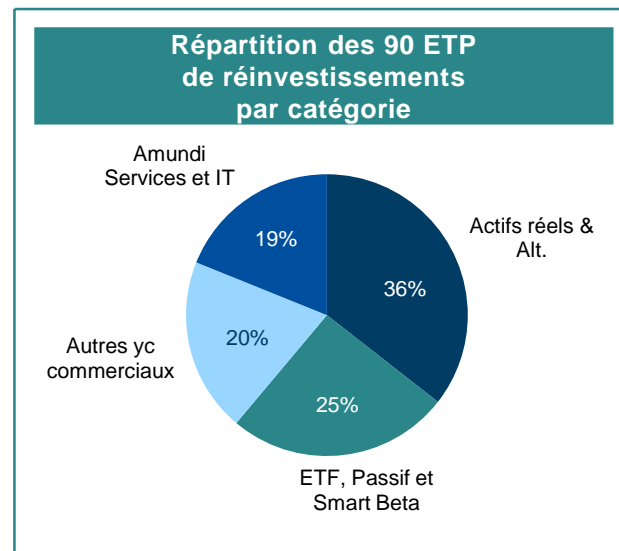 Répartition des 90 ETP
de réinvestissements
par catégorie
Amundi
Services et IT
19%
Actifs réels &
Alt.
36%
Autres yc
commerciaux
20%
25%
ETF, Passif et
Smart Beta